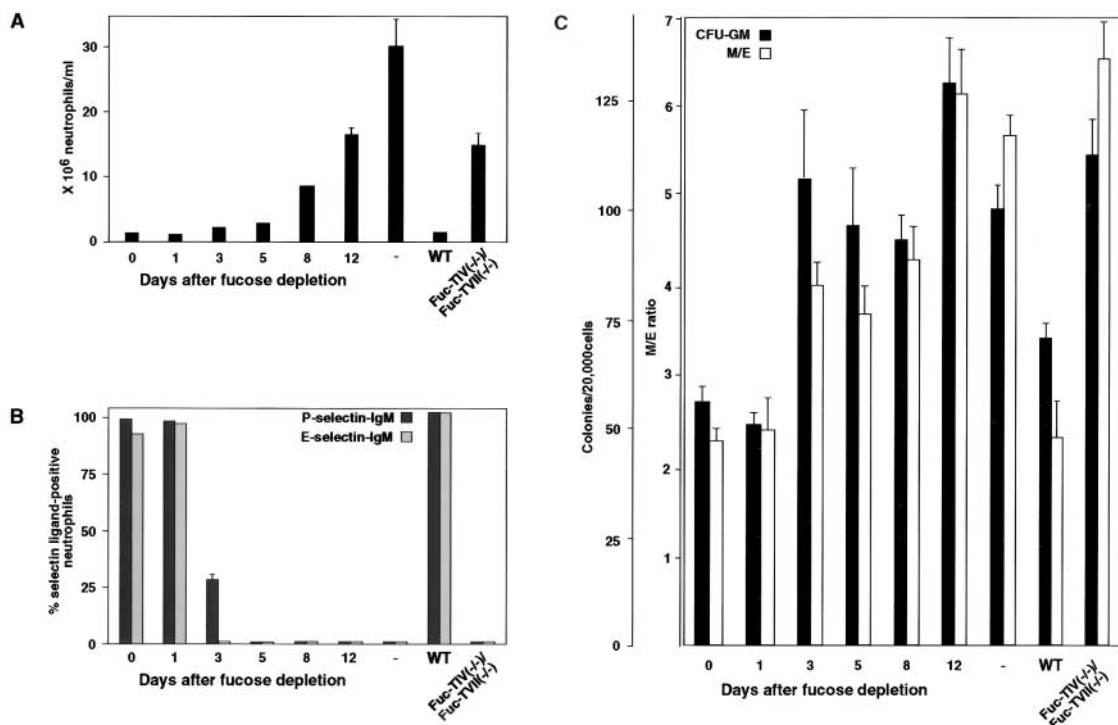 A
30
20
10
0
X 10⁶ neutrophils/ml
0 1 3 5 8 12 - WT Fuc-TIV(-/-)/
Fuc-TVII(-/-)
Days after fucose depletion
B
P-selectin-IgM
E-selectin-IgM
100
75
50
25
0
% selectin ligand-positive
neutrophils
0 1 3 5 8 12 - WT Fuc-TIV(-/-)/
Fuc-TVII(-/-)
Days after fucose depletion
C
CFU-GM
M/E
125
100
75
50
25
0
Colonies/20,000cells
7
6
5
4
3
2
1
M/E ratio
0 1 3 5 8 12 - WT Fuc-TIV(-/-)/
Fuc-TVII(-/-)
Days after fucose depletion